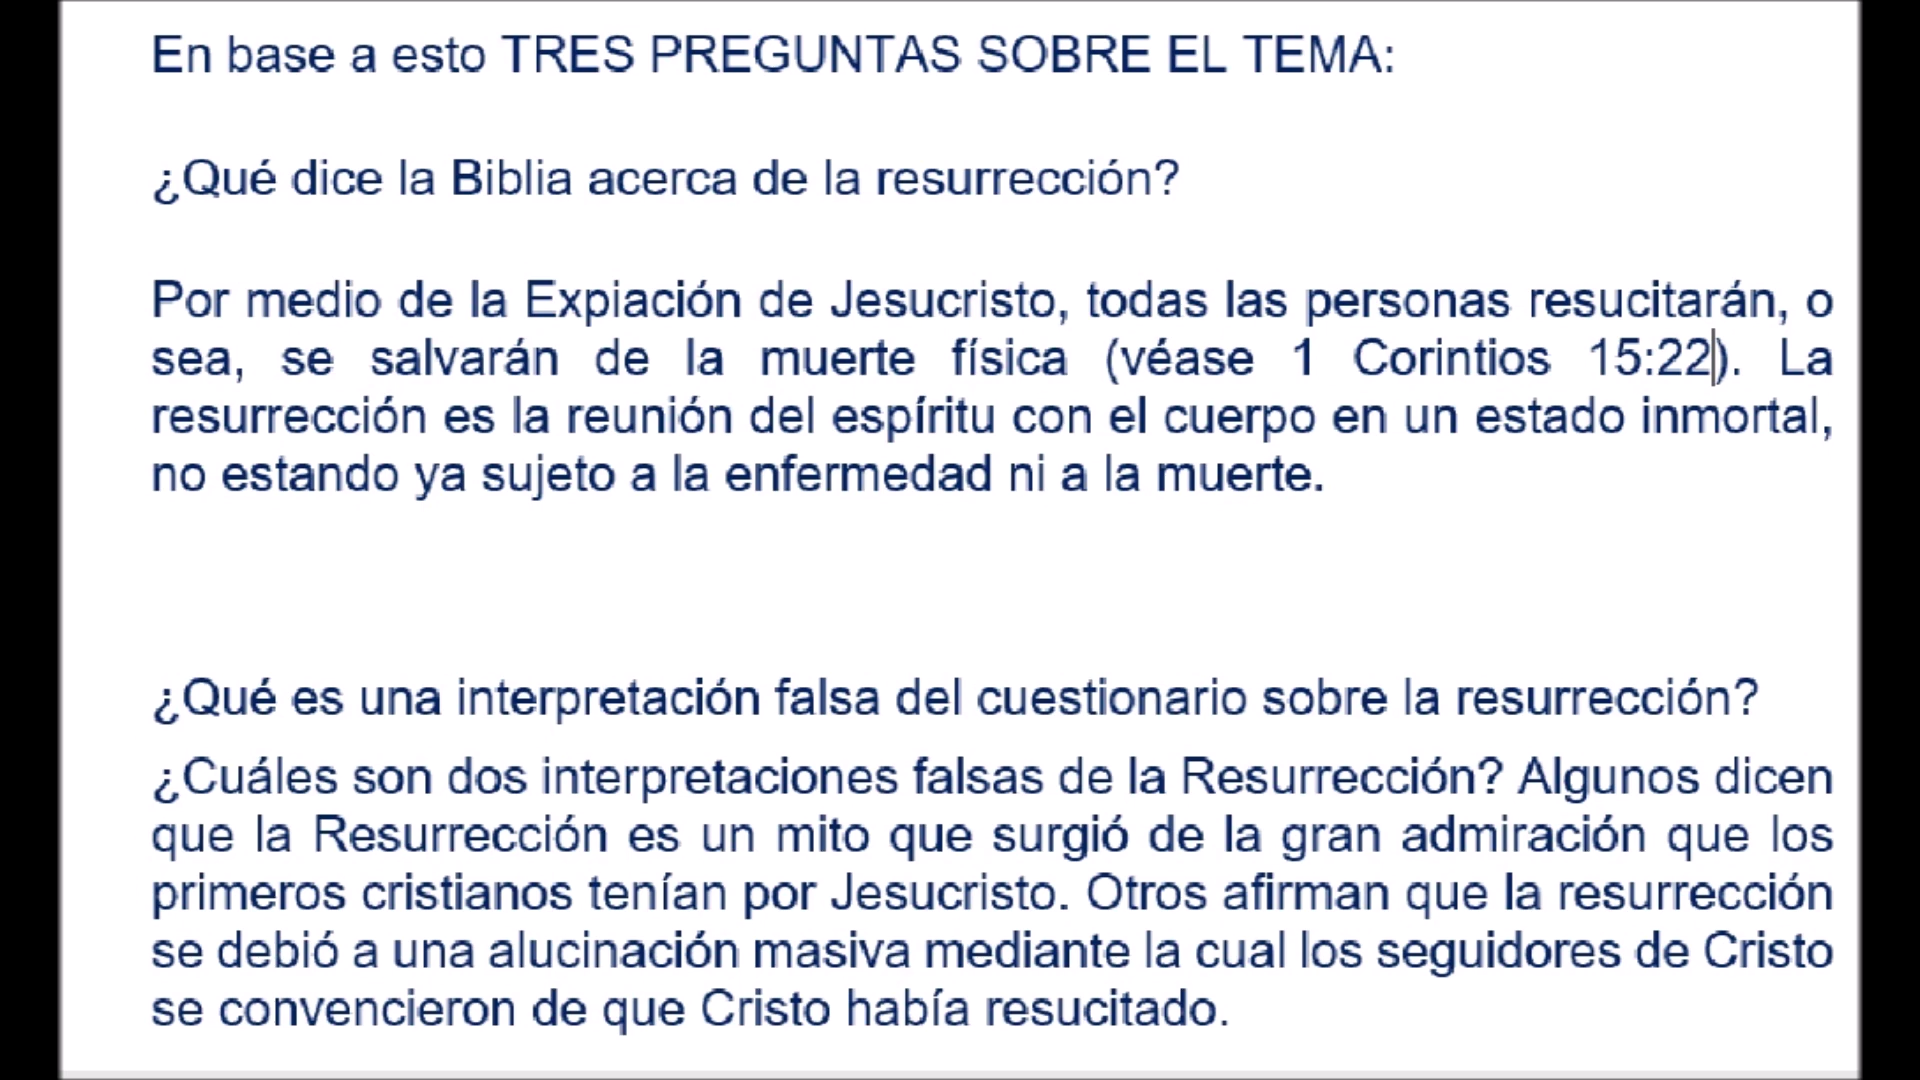 En base a esto TRES PREGUNTAS SOBRE EL TEMA:
¿Qué dice la Biblia acerca de la resurrección?
Por medio de la Expiación de Jesucristo, todas las personas resucitarán, o
sea, se salvarán de la muerte física (véase 1 Corintios 15:22). La
resurrección es la reunión del espíritu con el cuerpo en un estado inmortal,
no estando ya sujeto a la enfermedad ni a la muerte.
¿Qué es una interpretación falsa del cuestionario sobre la resurrección?
¿Cuáles son dos interpretaciones falsas de la Resurrección? Algunos dicen
que la Resurrección es un mito que surgió de la gran admiración que los
primeros cristianos tenían por Jesucristo. Otros afirman que la resurrección
se debió a una alucinación masiva mediante la cual los seguidores de Cristo
se convencieron de que Cristo había resucitado.